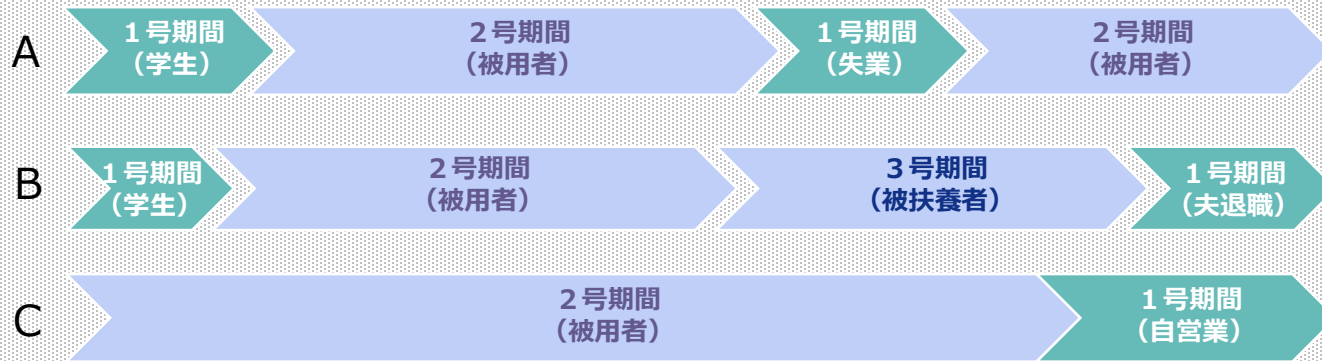 A
１号期間
（学生）
２号期間
（被用者）
１号期間
（失業）
２号期間
（被用者）
B
１号期間
（学生）
２号期間
（被用者）
３号期間
（被扶養者）
１号期間
（夫退職）
C
２号期間
（被用者）
１号期間
（自営業）